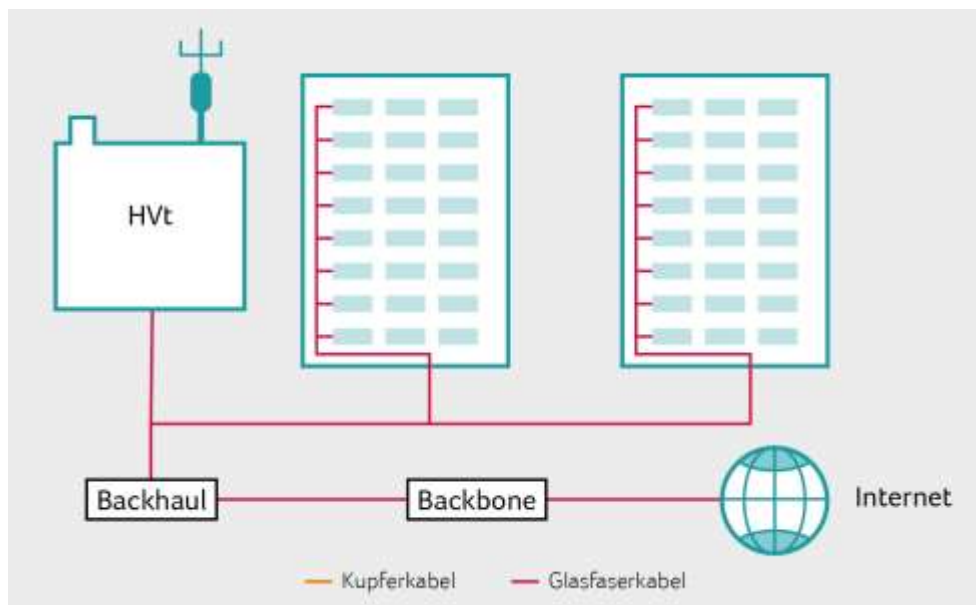 HVt
Backhaul
Backbone
Internet
Kupferkabel
Glasfaserkabel